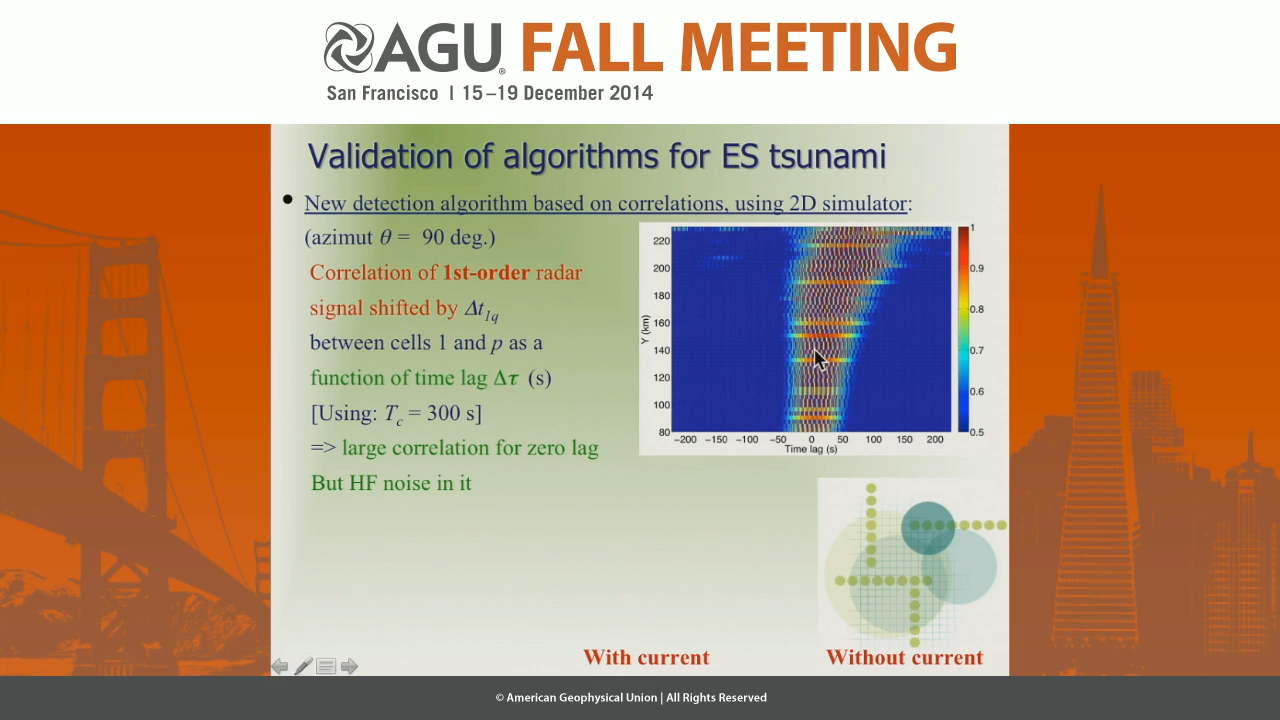 AGU® FALL MEETING
San Francisco | 15–19 December 2014
Validation of algorithms for ES tsunami
• New detection algorithm based on correlations, using 2D simulator:
(azimut θ = 90 deg.)
Correlation of 1st-order radar
signal shifted by Δt1q
between cells 1 and p as a
function of time lag Δτ (s)
[Using: Tc = 300 s]
=> large correlation for zero lag
But HF noise in it
Y (km)
220
200
180
160
140
120
100
80
−200 −150 −100 −50 0 50 100 150 200
Time lag (s)
1
0.9
0.8
0.7
0.6
0.5
With current
Without current
© American Geophysical Union | All Rights Reserved